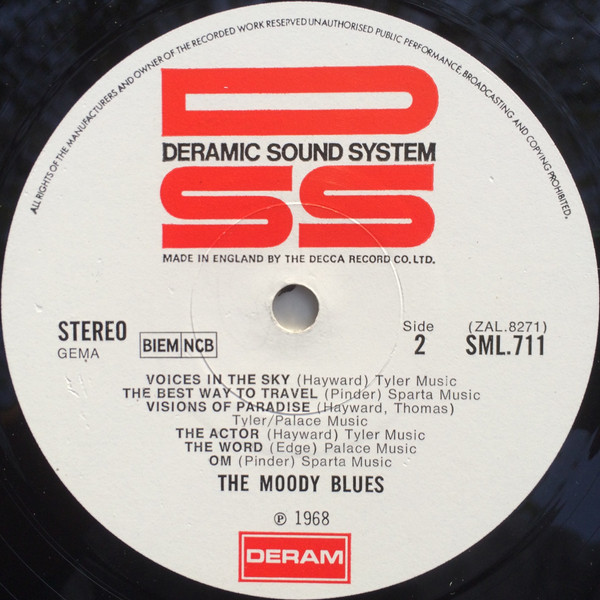 ALL RIGHTS OF THE MANUFACTURERS AND OWNER OF THE RECORDED WORK RESERVED UNAUTHORISED PUBLIC PERFORMANCE, BROADCASTING AND COPYING PROHIBITED.
D
DERAMIC SOUND SYSTEM
SS
MADE IN ENGLAND BY THE DECCA RECORD CO. LTD.
STEREO
GEMA
BIEM NCB
Side
2
(ZAL.8271)
SML.711
VOICES IN THE SKY (Hayward) Tyler Music
THE BEST WAY TO TRAVEL (Pinder) Sparta Music
VISIONS OF PARADISE (Hayward, Thomas)
Tyler/Palace Music
THE ACTOR (Hayward) Tyler Music
THE WORD (Edge) Palace Music
OM (Pinder) Sparta Music
THE MOODY BLUES
℗ 1968
DERAM